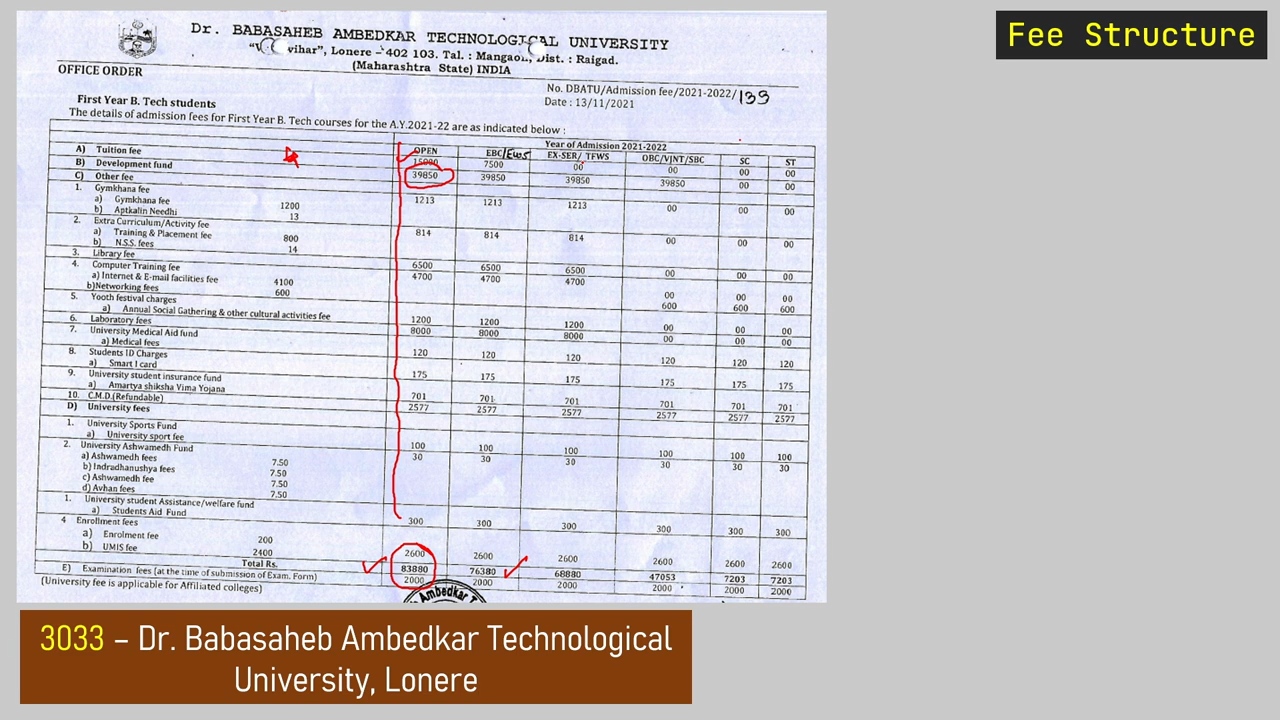 Fee Structure
Dr. BABASAHEB AMBEDKAR TECHNOLOGICAL UNIVERSITY
vihar", Lonere – 402 103. Tal. : Mangaon, Dist. : Raigad.
(Maharashtra State) INDIA
OFFICE ORDER
No. DBATU/Admission fee/2021-2022/139
Date : 13/11/2021
First Year B. Tech students
The details of admission fees for First Year B. Tech courses for the A.Y.2021-22 are as indicated below :
Year of Admission 2021-2022
OPEN EBC/EWS EX-SER/ TFWS OBC/VJNT/SBC SC ST
A) Tuition fee 15000 7500 00 00 00 00
B) Development fund 39850 39850 39850 39850 00 00
C) Other fee
1. Gymkhana fee 1213 1213 1213 00 00 00
a) Gymkhana fee 1200
b) Aptkalin Needhi 13
2. Extra Curriculum/Activity fee 814 814 814 00 00 00
a) Training & Placement fee 800
b) N.S.S. fees 14
3. Library fee 6500 6500 6500 00 00 00
4. Computer Training fee 4700 4700 4700 00 00 00
a) Internet & E-mail facilities fee 4100
b)Networking fees 600
5. Youth festival charges 600 600 600
a) Annual Social Gathering & other cultural activities fee
6. Laboratory fees 1200 1200 1200 00 00 00
7. University Medical Aid fund 8000 8000 8000 00 00 00
a) Medical fees
8. Students ID Charges 120 120 120 120 120 120
a) Smart I card
9. University student insurance fund 175 175 175 175 175 175
a) Amartya shiksha Vima Yojana
10. C.M.D.(Refundable) 701 701 701 701 701 701
D) University fees 2577 2577 2577 2577 2577 2577
1. University Sports Fund
a) University sport fee 100 100 100 100 100 100
2. University Ashwamedh Fund 30 30 30 30 30 30
a) Ashwamedh fees 7.50
b) Indradhanushya fees 7.50
c) Ashwamedh fee 7.50
d) Avhan fees 7.50
1. University student Assistance/welfare fund
a) Students Aid Fund 300 300 300 300 300 300
4 Enrollment fees
a) Enrolment fee 200
b) UMIS fee 2400 2600 2600 2600 2600 2600 2600
Total Rs. 83880 76380 68880 47053 7203 7203
E) Examination fees (at the time of submission of Exam. Form) 2000 2000 2000 2000 2000 2000
(University fee is applicable for Affiliated colleges)
Ambedkar
3033 – Dr. Babasaheb Ambedkar Technological
University, Lonere